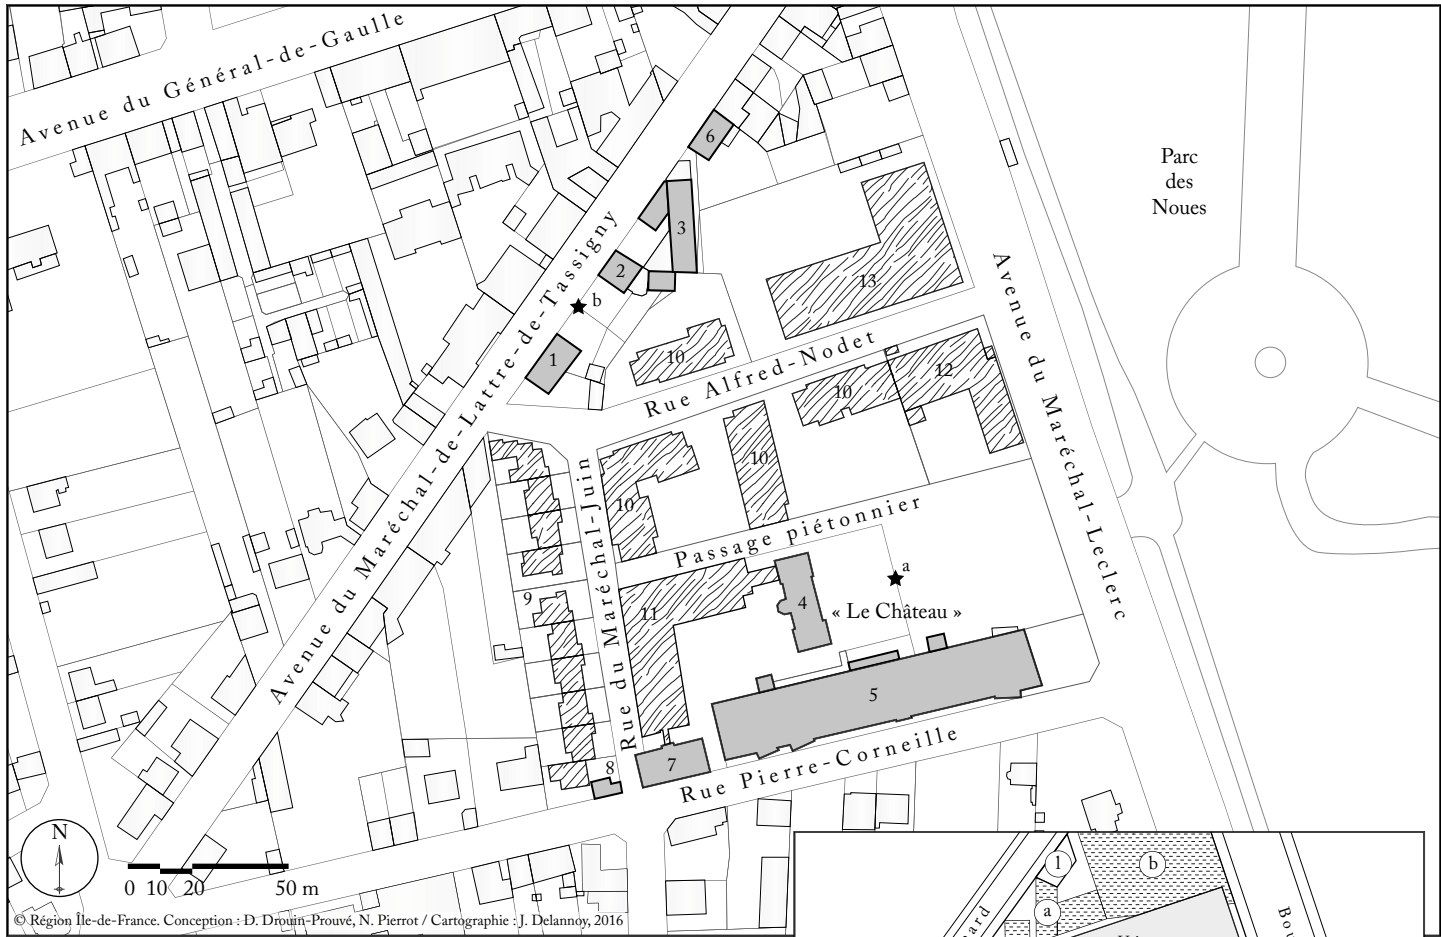 Avenue du Général-de-Gaulle
Avenue du Maréchal-de-Lattre-de-Tassigny
6
3
2
b
1
Parc
des
Noues
13
10
Rue Alfred-Nodet
10
12
Avenue du Maréchal-Leclerc
10
10
Rue du Maréchal-Juin
Passage piétonnier
a
9
11
4
« Le Château »
5
8
7
Rue Pierre-Corneille
N
0 10 20 50 m
© Région Île-de-France. Conception : D. Drouin-Prouvé, N. Pierrot / Cartographie : J. Delannoy, 2016
1
b
a
ard
Bou